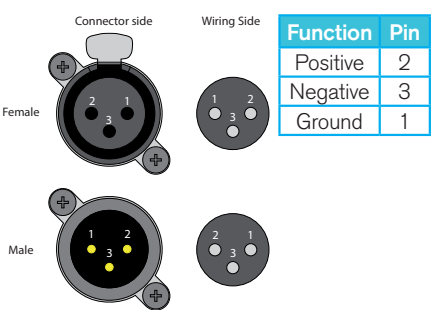 Connector side
Wiring Side
Function Pin
Positive 2
Negative 3
Ground 1
Female
2 1
3
1 2
3
Male
1 2
3
2 1
3